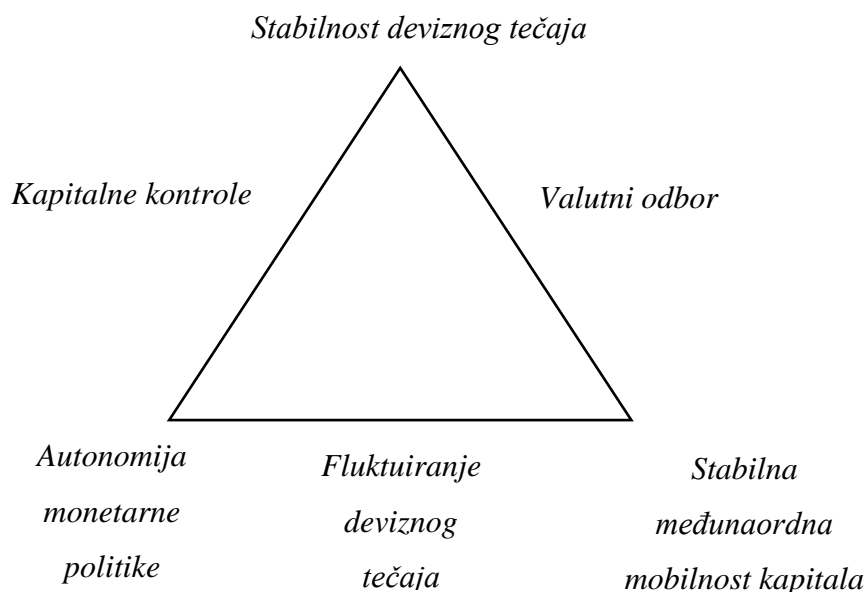 Stabilnost deviznog tečaja
Kapitalne kontrole
Valutni odbor
Autonomija
monetarne
politike
Fluktuiranje
deviznog
tečaja
Stabilna
međunaordna
mobilnost kapitala